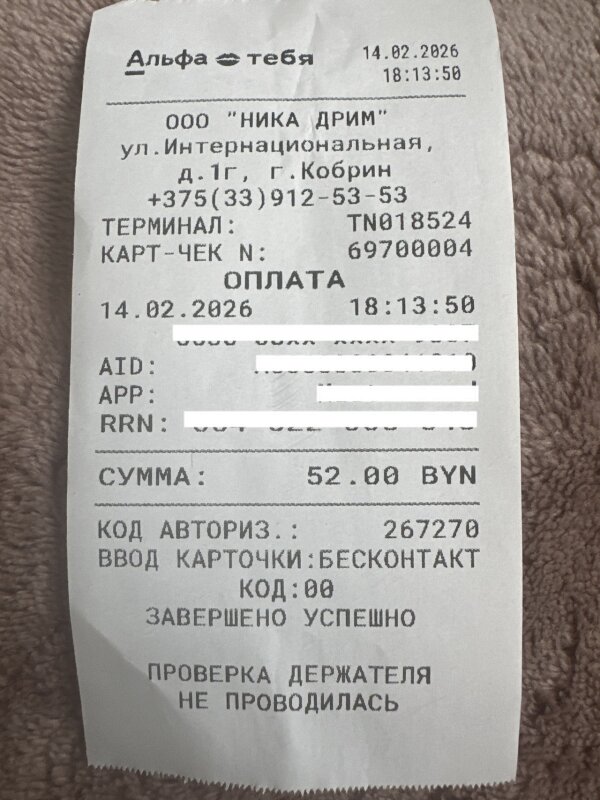 Альфа тебя 14.02.2026
18:13:50
ООО "НИКА ДРИМ"
ул.Интернациональная,
д.1г, г.Кобрин
+375(33)912-53-53
ТЕРМИНАЛ: TN018524
КАРТ-ЧЕК N: 69700004
ОПЛАТА
14.02.2026 18:13:50
AID:
APP:
RRN:
СУММА: 52.00 BYN
КОД АВТОРИЗ.: 267270
ВВОД КАРТОЧКИ:БЕСКОНТАКТ
КОД:00
ЗАВЕРШЕНО УСПЕШНО
ПРОВЕРКА ДЕРЖАТЕЛЯ
НЕ ПРОВОДИЛАСЬ